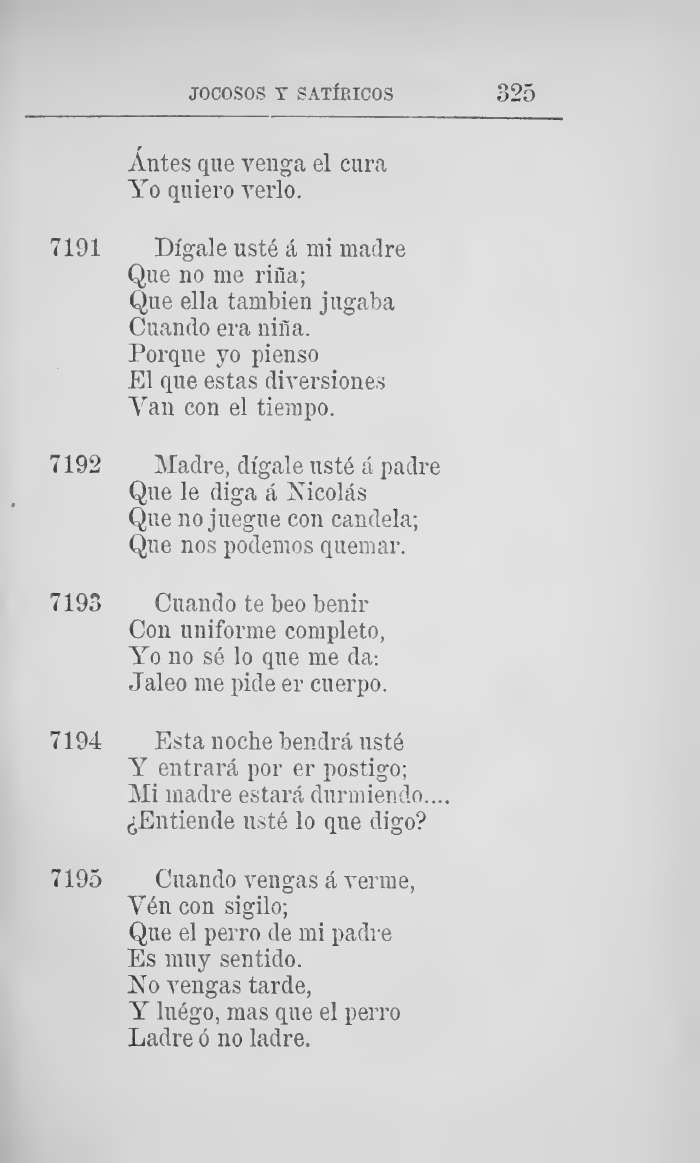 JOCOSOS Y SATÍRICOS 325
Ántes que venga el cura
Yo quiero verlo.
7191 Dígale usté á mi madre
Que no me riña;
Que ella tambien jugaba
Cuando era niña.
Porque yo pienso
El que estas diversiones
Van con el tiempo.
7192 Madre, dígale usté á padre
Que le diga á Nicolás
Que no juegue con candela;
Que nos podemos quemar.
7193 Cuando te beo benir
Con uniforme completo,
Yo no sé lo que me da:
Jaleo me pide er cuerpo.
7194 Esta noche bendrá usté
Y entrará por er postigo;
Mi madre estará durmiendo....
¿Entiende usté lo que digo?
7195 Cuando vengas á verme,
Vén con sigilo;
Que el perro de mi padre
Es muy sentido.
No vengas tarde,
Y luégo, mas que el perro
Ladre ó no ladre.